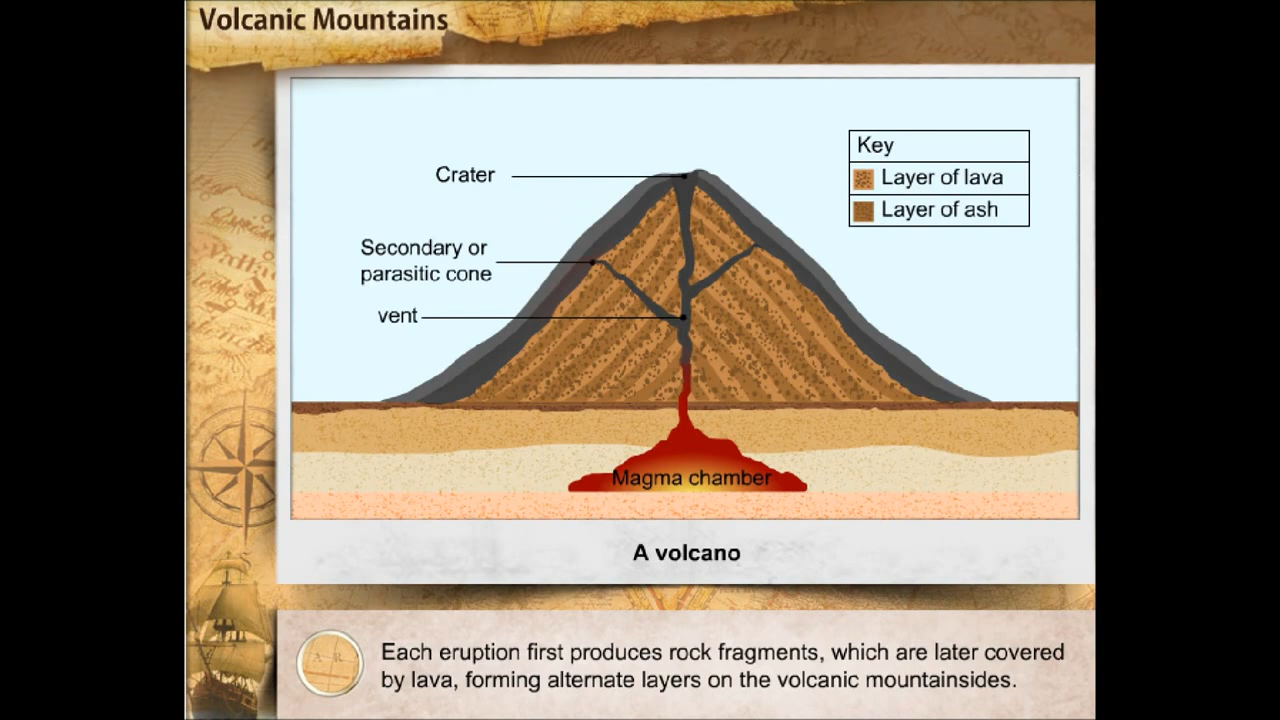 Volcanic Mountains
Key
Layer of lava
Layer of ash
Crater
Secondary or
parasitic cone
vent
Magma chamber
A volcano
Each eruption first produces rock fragments, which are later covered
by lava, forming alternate layers on the volcanic mountainsides.